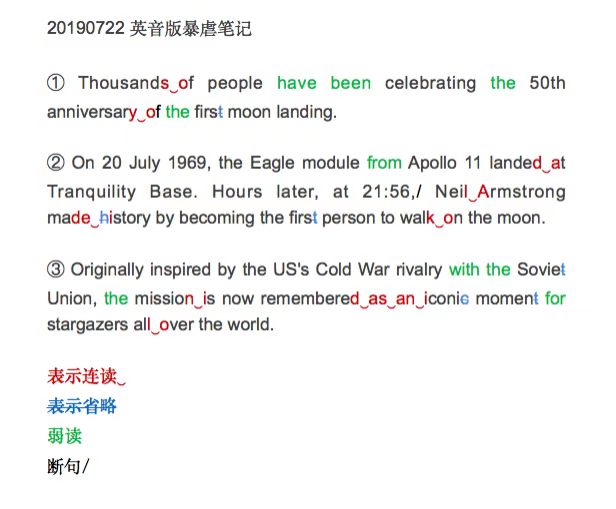 20190722 英音版暴虐笔记
① Thousands‿of people have been celebrating the 50th
anniversary‿of the first moon landing.
② On 20 July 1969, the Eagle module from Apollo 11 landed‿at
Tranquility Base. Hours later, at 21:56,/ Neil‿Armstrong
made‿history by becoming the first person to walk‿on the moon.
③ Originally inspired by the US's Cold War rivalry with the Soviet
Union, the mission‿is now remembered‿as‿an‿iconic moment for
stargazers all‿over the world.
表示连读‿
表示省略
弱读
断句/